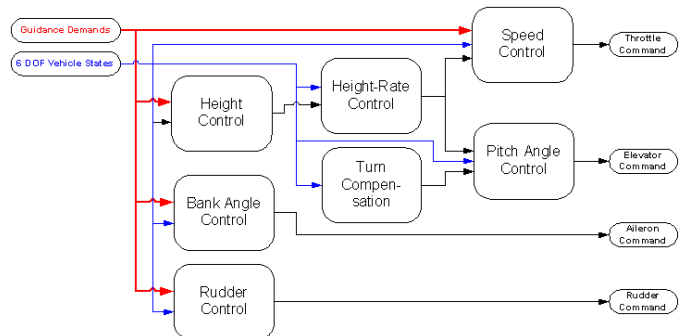 Guidance Demands
6 DOF Vehicle States
Speed
Control
Throttle
Command
Height
Control
Height-Rate
Control
Turn
Compen-
sation
Pitch Angle
Control
Elevator
Command
Bank Angle
Control
Aileron
Command
Rudder
Control
Rudder
Command